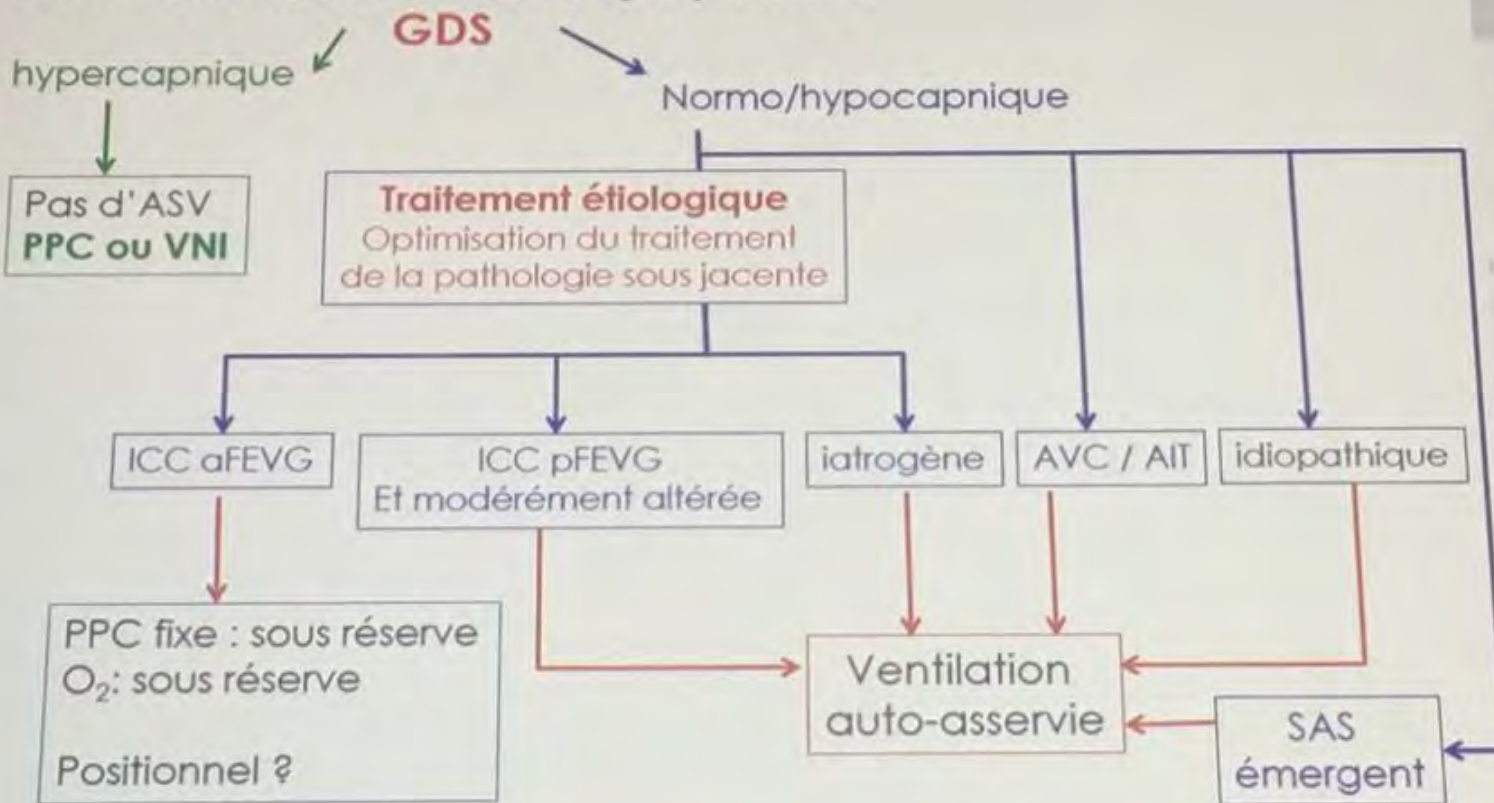 GDS
hypercapnique
Normo/hypocapnique
Pas d'ASV
PPC ou VNI
Traitement étiologique
Optimisation du traitement
de la pathologie sous jacente
ICC aFEVG
ICC pFEVG
Et modérément altérée
iatrogène
AVC / AIT
idiopathique
PPC fixe : sous réserve
O₂: sous réserve
Positionnel ?
Ventilation
auto-asservie
SAS
émergent